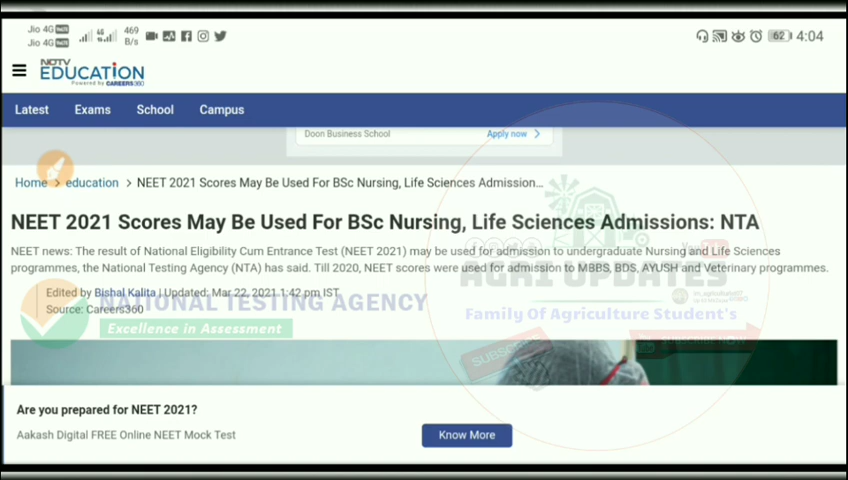 Jio 4G VoLTE
Jio 4G VoLTE
4G
469
B/s
62
4:04
NDTV
EDUCATION
Powered by CAREERS360
Latest Exams School Campus
Doon Business School Apply now
Home > education > NEET 2021 Scores May Be Used For BSc Nursing, Life Sciences Admission...
NEET 2021 Scores May Be Used For BSc Nursing, Life Sciences Admissions: NTA
NEET news: The result of National Eligibility Cum Entrance Test (NEET 2021) may be used for admission to undergraduate Nursing and Life Sciences
programmes, the National Testing Agency (NTA) has said. Till 2020, NEET scores were used for admission to MBBS, BDS, AYUSH and Veterinary programmes.
AGRI UPDATES
Edited by Bishal Kalita | Updated: Mar 22, 2021 1:42 pm IST
Source: Careers360
NATIONAL TESTING AGENCY
Excellence in Assessment
Family Of Agriculture Student's
SUBSCRIBE
SUBSCRIBE NOW
Are you prepared for NEET 2021?
Aakash Digital FREE Online NEET Mock Test
Know More